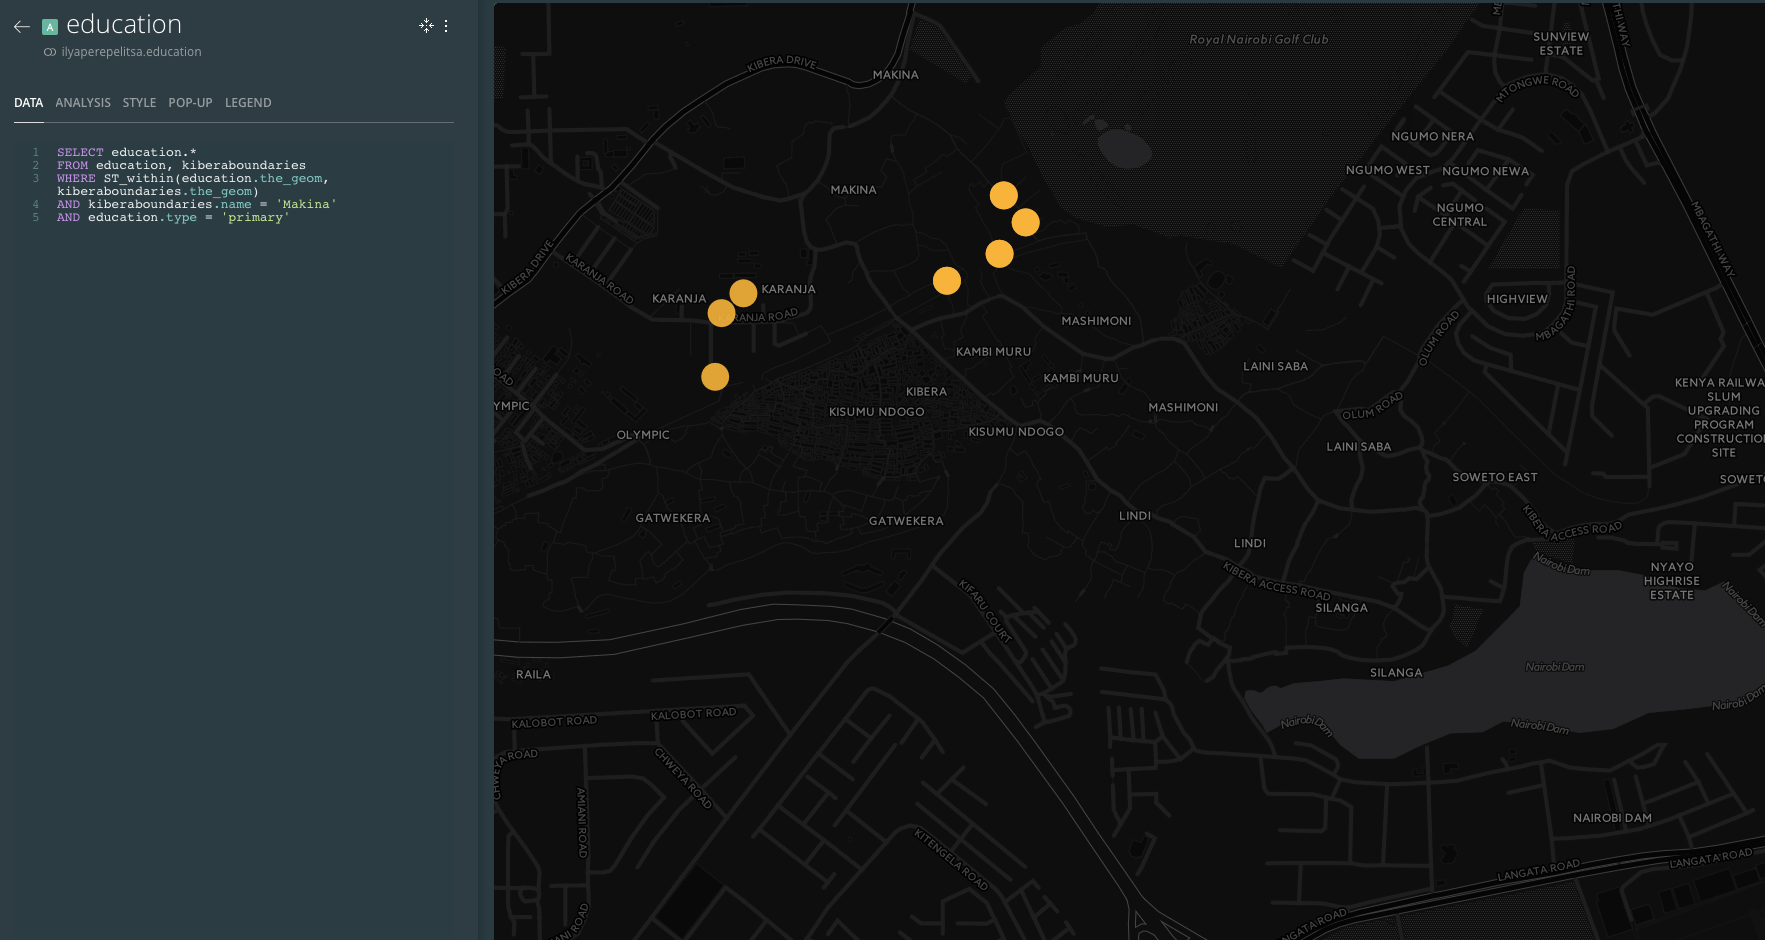 A education
ilyaperepelitsa.education
DATA ANALYSIS STYLE POP-UP LEGEND
1 SELECT education.*
2 FROM education, kiberaboundaries
3 WHERE ST_within(education.the_geom,
kiberaboundaries.the_geom)
4 AND kiberaboundaries.name = 'Makina'
5 AND education.type = 'primary'
Royal Nairobi Golf Club
SUNVIEW
ESTATE
KIBERA DRIVE
MAKINA
MTONGWE ROAD
NGUMO NERA
NGUMO WEST
NGUMO NEWA
MAKINA
NGUMO
CENTRAL
MBAGATHI WAY
KIBERA DRIVE
KARANJA ROAD
KARANJA
KARANJA
RANJA ROAD
HIGHVIEW
MBAGATHI ROAD
MASHIMONI
OLUM ROAD
KAMBI MURU
LAINI SABA
KAMBI MURU
KIBERA
KENYA RAILWA
SLUM
UPGRADING
PROGRAM
CONSTRUCTIO
SITE
OAD
YMPIC
KISUMU NDOGO
MASHIMONI
OLUM ROAD
OLYMPIC
KISUMU NDOGO
LAINI SABA
SOWETO EAST
SOWET
GATWEKERA
GATWEKERA
LINDI
KIBERA ACCESS ROAD
LINDI
Nairobi Dam
NYAYO
HIGHRISE
ESTATE
KIBERA ACCESS ROAD
KIFARU COURT
SILANGA
Nairobi Dam
RAILA
SILANGA
Nairobi Dam
Nairobi Dam
KALOBOT ROAD
KALOBOT ROAD
Nairobi Dam
Nairobi Dam
CHWEYA ROAD
CHWEYA ROAD
AMIANI ROAD
NAIROBI DAM
KITENGELA ROAD
LANGATA ROAD
LANGATA ROAD
NGATA ROAD
ANI ROAD